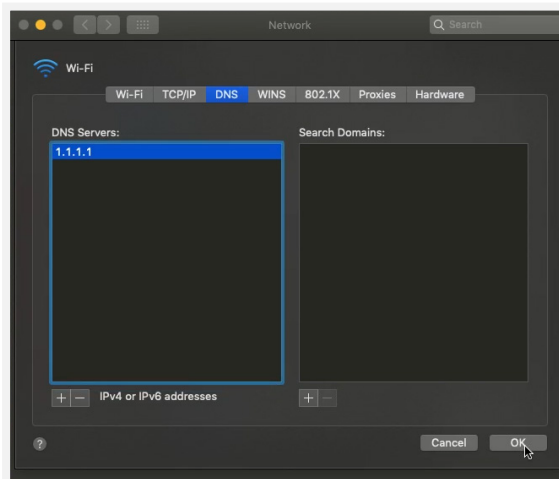 Network
Search
Wi-Fi
Wi-Fi TCP/IP DNS WINS 802.1X Proxies Hardware
DNS Servers:
1.1.1.1
IPv4 or IPv6 addresses
Search Domains:
?
Cancel OK